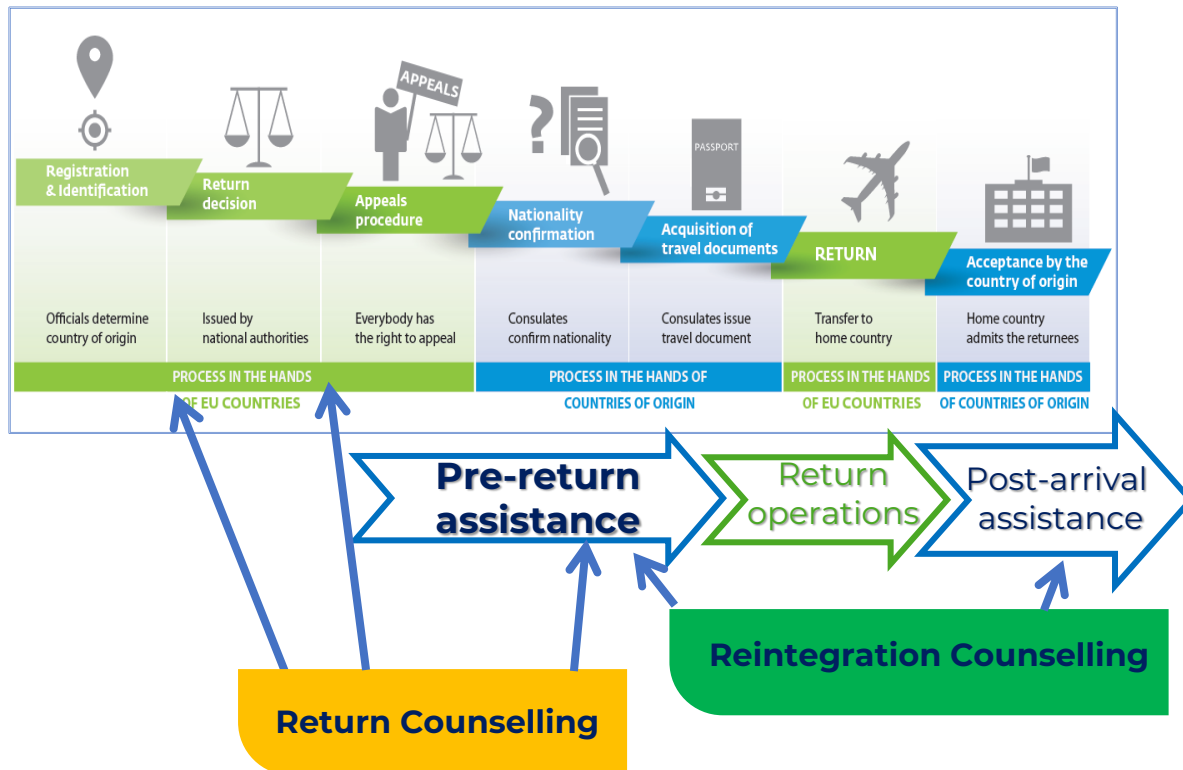 APPEALS
PASSPORT
Registration
& Identification
Return
decision
Appeals
procedure
Nationality
confirmation
Acquisition of
travel documents
RETURN
Acceptance by the
country of origin
Officials determine
country of origin
Issued by
national authorities
Everybody has
the right to appeal
Consulates
confirm nationality
Consulates issue
travel document
Transfer to
home country
Home country
admits the returnees
PROCESS IN THE HANDS
OF EU COUNTRIES
PROCESS IN THE HANDS OF
COUNTRIES OF ORIGIN
PROCESS IN THE HANDS
OF EU COUNTRIES
PROCESS IN THE HANDS
OF COUNTRIES OF ORIGIN
Pre-return
assistance
Return
operations
Post-arrival
assistance
Reintegration Counselling
Return Counselling